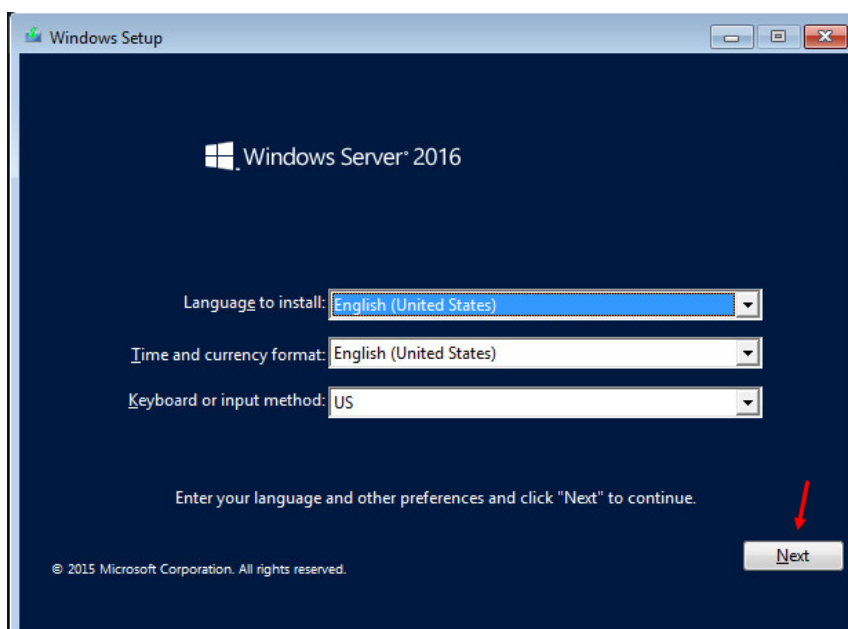 Windows Setup
Windows Server® 2016
Language to install: English (United States)
Time and currency format: English (United States)
Keyboard or input method: US
Enter your language and other preferences and click "Next" to continue.
Next
© 2015 Microsoft Corporation. All rights reserved.